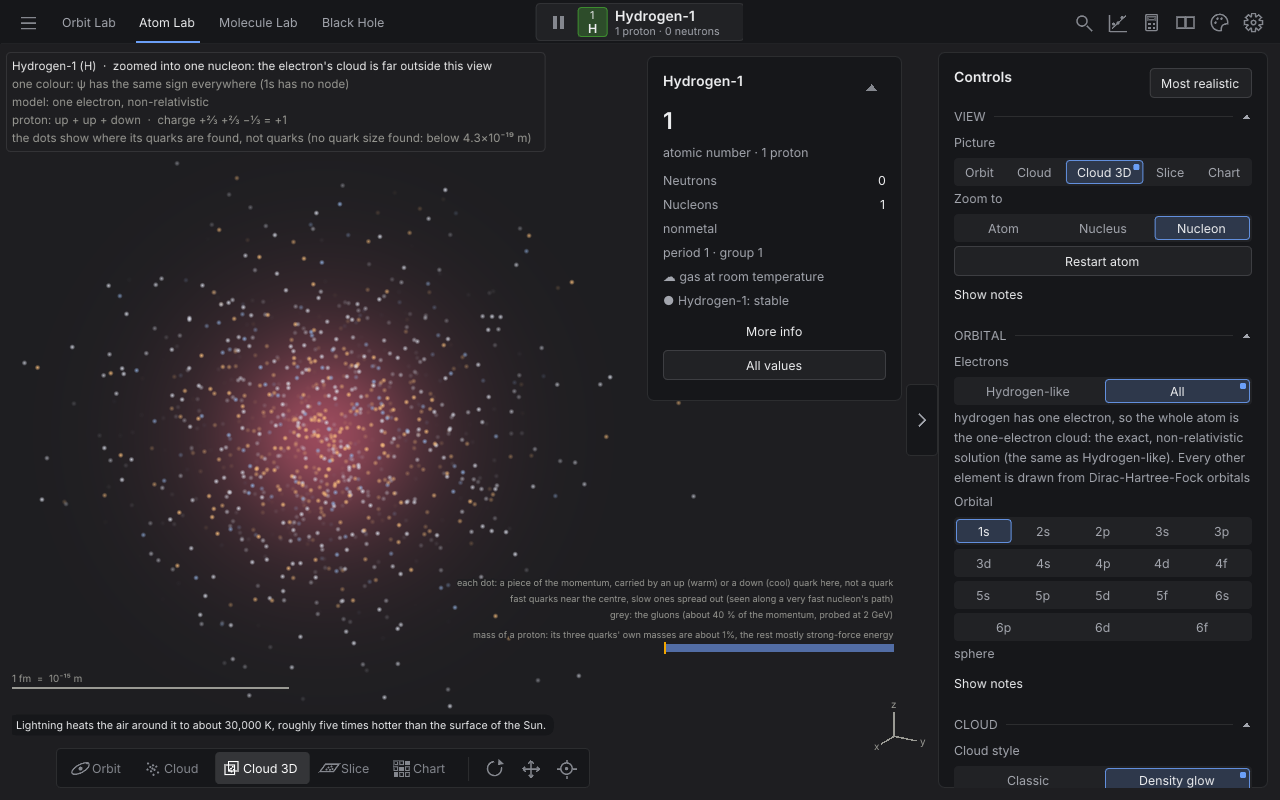 Orbit Lab
Atom Lab
Molecule Lab
Black Hole
1
H
Hydrogen-1
1 proton · 0 neutrons
Hydrogen-1 (H) · zoomed into one nucleon: the electron's cloud is far outside this view
one colour: ψ has the same sign everywhere (1s has no node)
model: one electron, non-relativistic
proton: up + up + down · charge +⅔ +⅔ −⅓ = +1
the dots show where its quarks are found, not quarks (no quark size found: below 4.3×10⁻¹⁹ m)
Hydrogen-1
1
atomic number · 1 proton
Neutrons 0
Nucleons 1
nonmetal
period 1 · group 1
☁ gas at room temperature
● Hydrogen-1: stable
More info
All values
each dot: a piece of the momentum, carried by an up (warm) or a down (cool) quark here, not a quark
fast quarks near the centre, slow ones spread out (seen along a very fast nucleon's path)
grey: the gluons (about 40 % of the momentum, probed at 2 GeV)
mass of a proton: its three quarks' own masses are about 1%, the rest mostly strong-force energy
1 fm = 10⁻¹⁵ m
Lightning heats the air around it to about 30,000 K, roughly five times hotter than the surface of the Sun.
z
x
y
Orbit
Cloud
Cloud 3D
Slice
Chart
Controls
Most realistic
VIEW
Picture
Orbit Cloud Cloud 3D Slice Chart
Zoom to
Atom Nucleus Nucleon
Restart atom
Show notes
ORBITAL
Electrons
Hydrogen-like All
hydrogen has one electron, so the whole atom is
the one-electron cloud: the exact, non-relativistic
solution (the same as Hydrogen-like). Every other
element is drawn from Dirac-Hartree-Fock orbitals
Orbital
1s 2s 2p 3s 3p
3d 4s 4p 4d 4f
5s 5p 5d 5f 6s
6p 6d 6f
sphere
Show notes
CLOUD
Cloud style
Classic Density glow